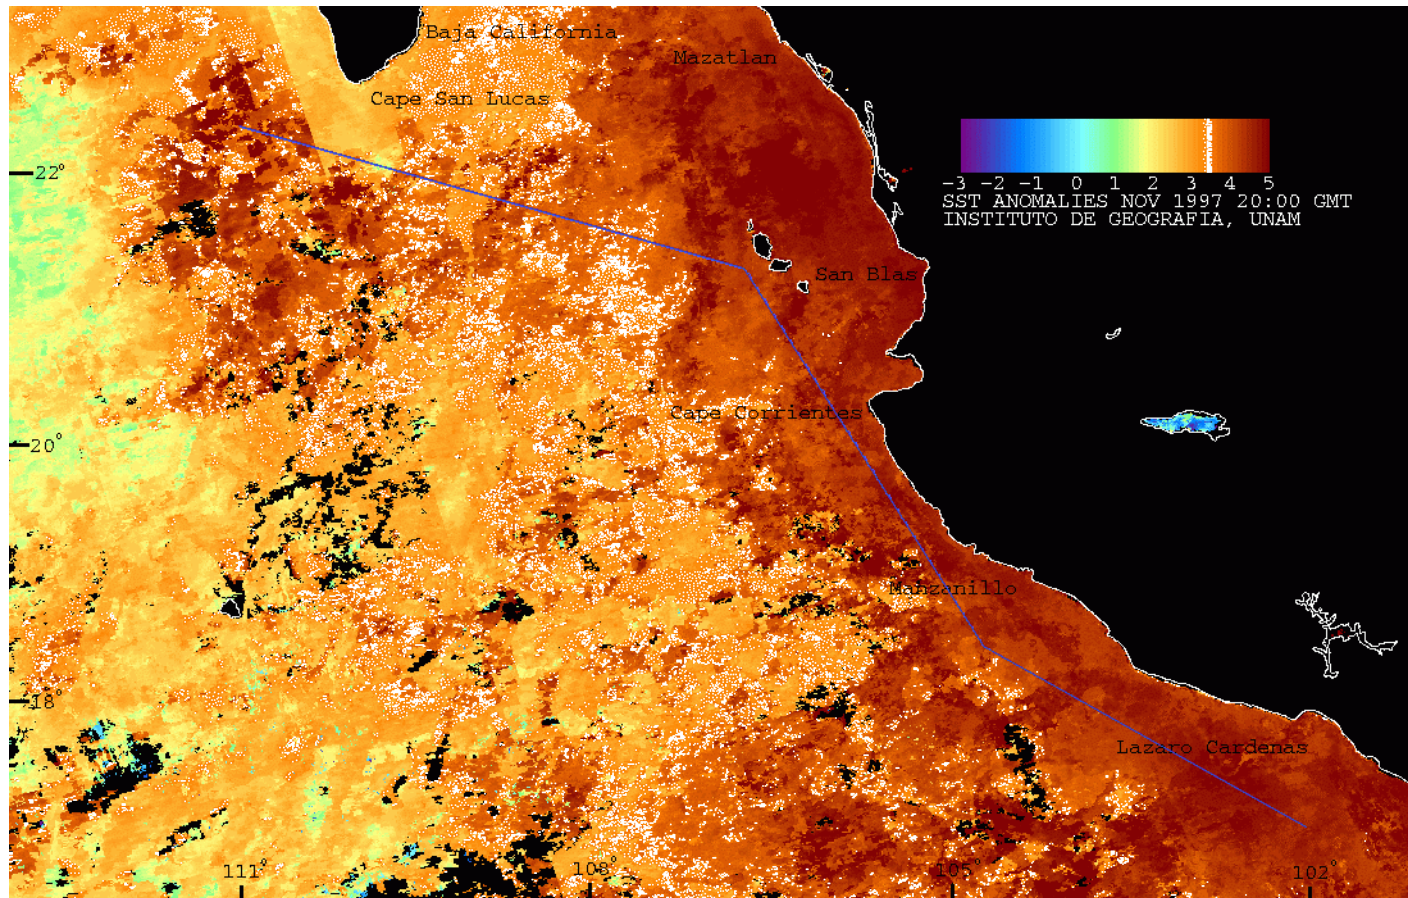 Baja California
Mazatlan
Cape San Lucas
22°
-3 -2 -1 0 1 2 3 4 5
SST ANOMALIES NOV 1997 20:00 GMT
INSTITUTO DE GEOGRAFIA, UNAM
San Blas
Cape Corrientes
20°
Manzanillo
18°
Lazaro Cardenas
111° 108° 105° 102°